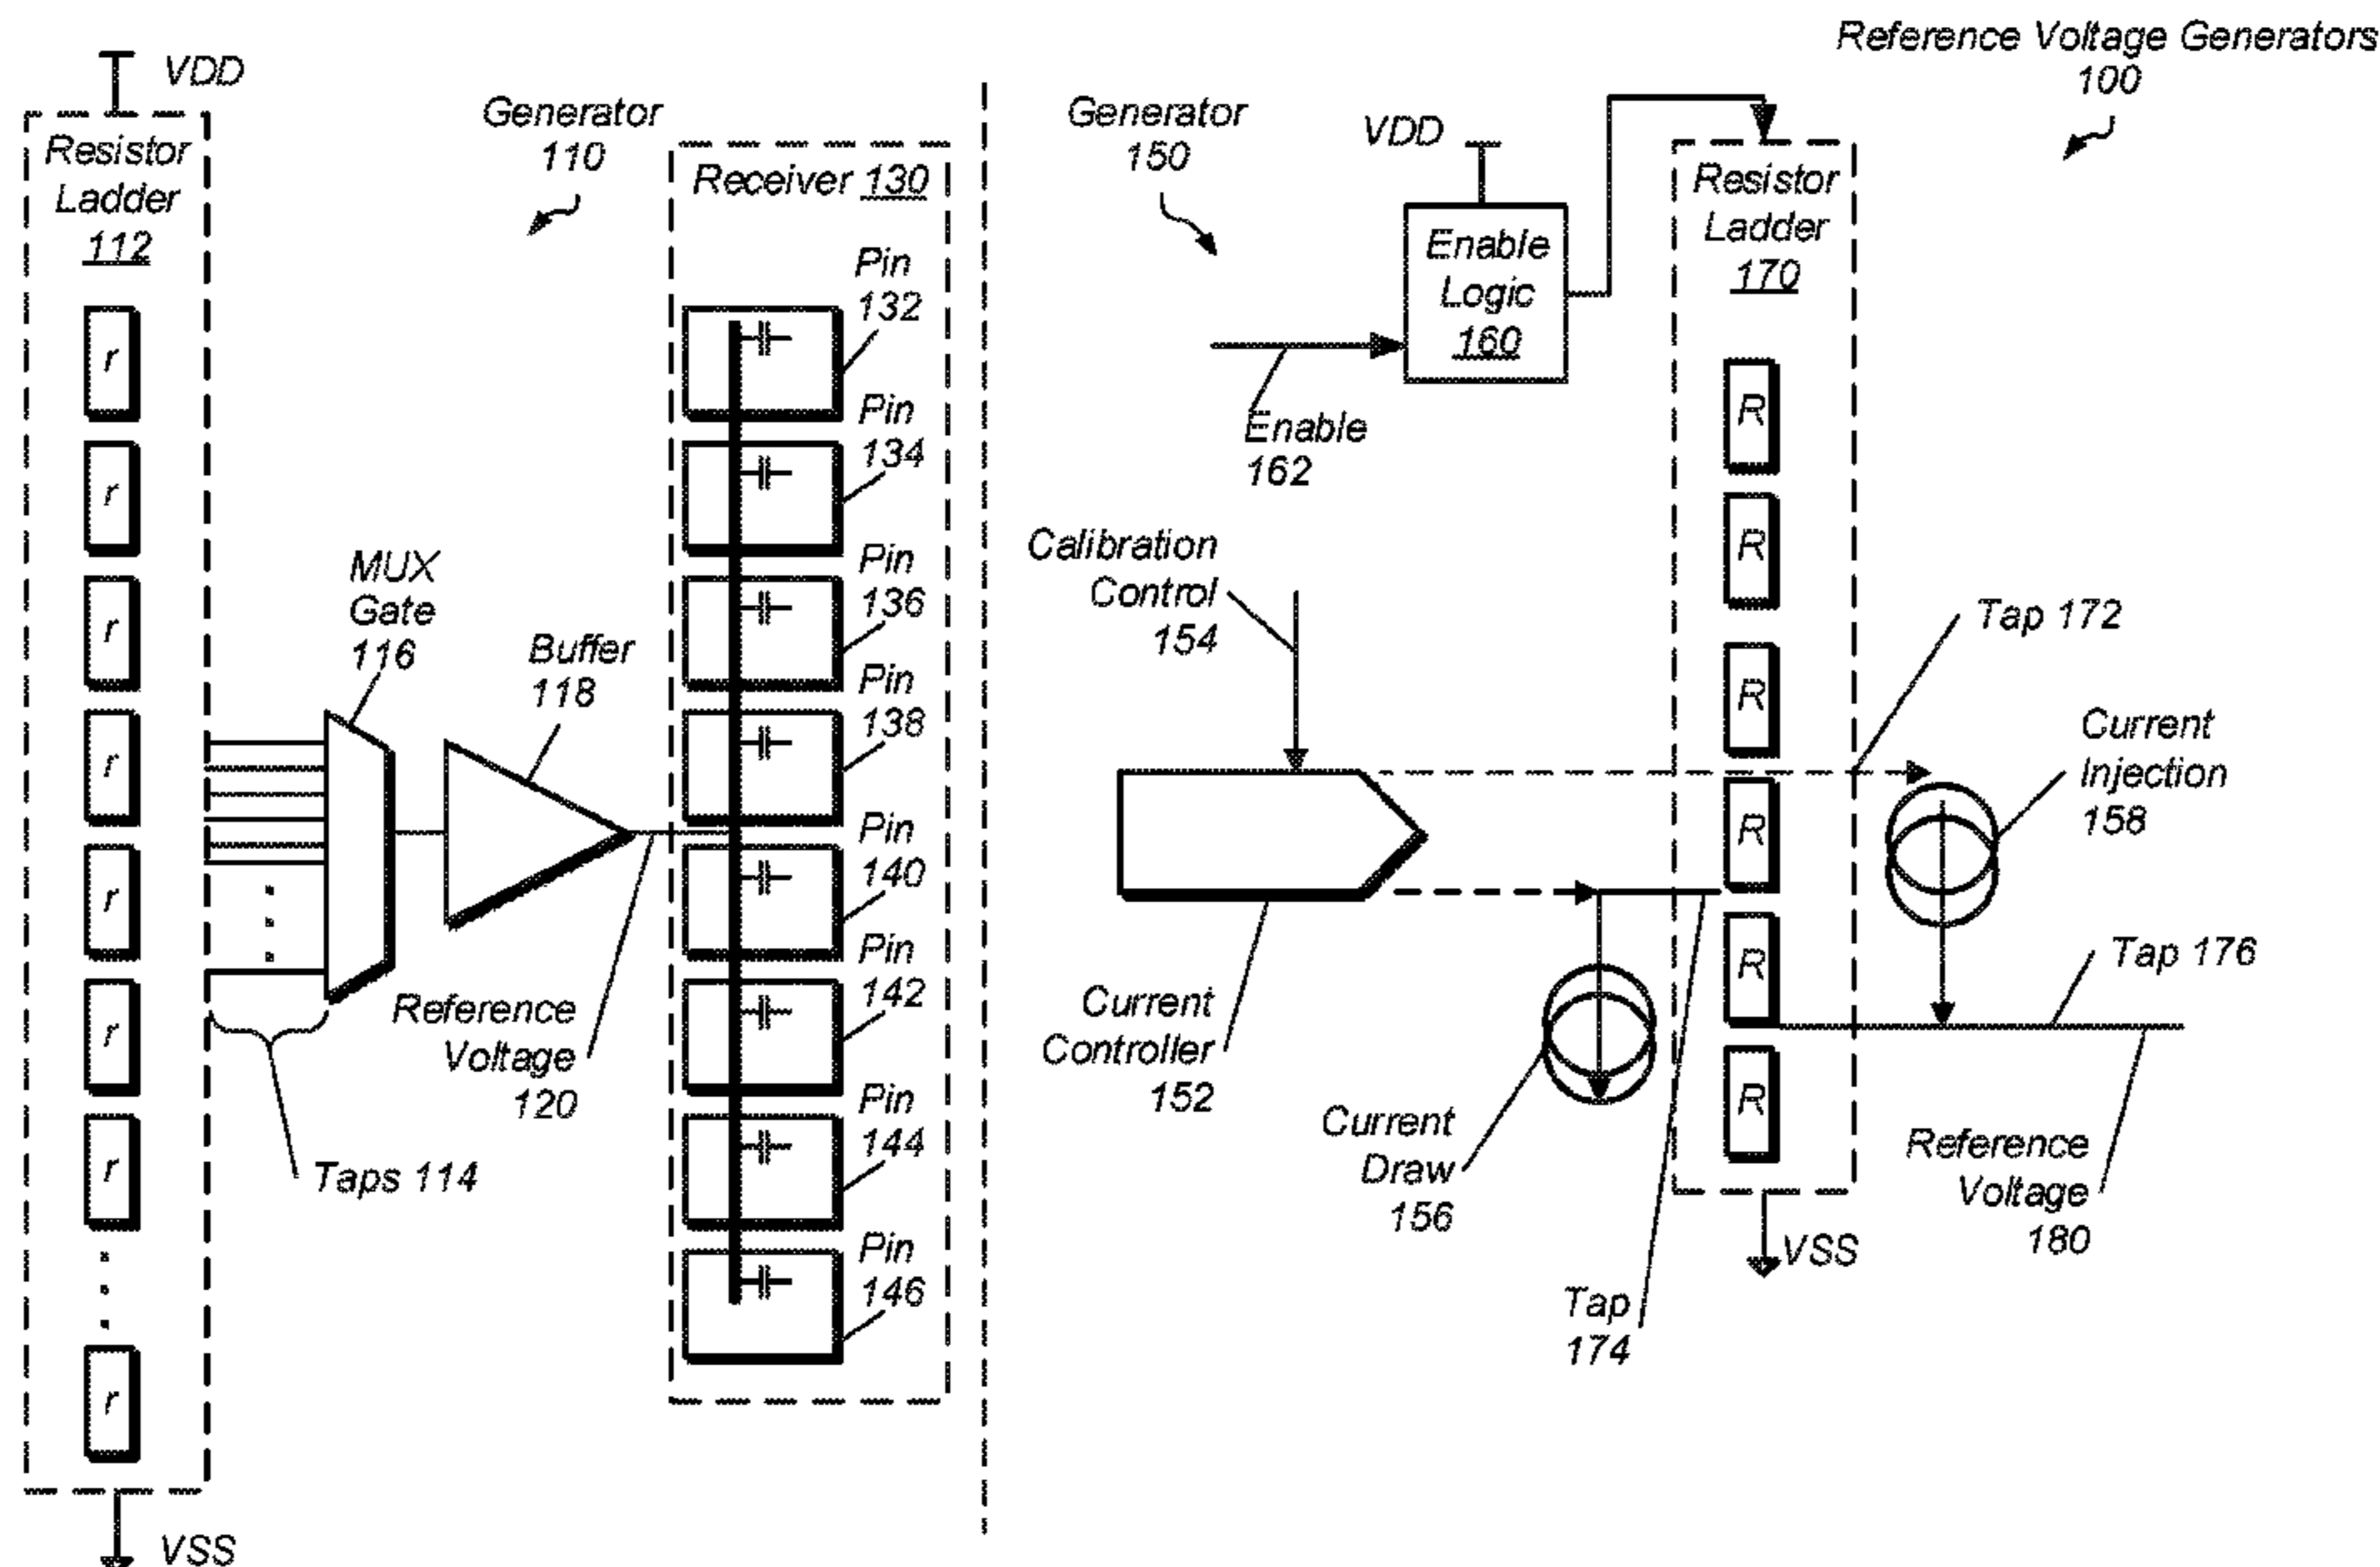 Reference Voltage Generators
100
VDD
Resistor
Ladder
112
r
r
r
r
r
r
r
r
VSS
Taps 114
MUX
Gate
116
Buffer
118
Reference
Voltage
120
Generator
110
Receiver 130
Pin
132
Pin
134
Pin
136
Pin
138
Pin
140
Pin
142
Pin
144
Pin
146
Generator
150
VDD
Enable
Logic
160
Enable
162
Calibration
Control
154
Current
Controller
152
Current
Draw
156
Tap
174
Resistor
Ladder
170
R
R
R
R
R
R
VSS
Tap 172
Current
Injection
158
Tap 176
Reference
Voltage
180